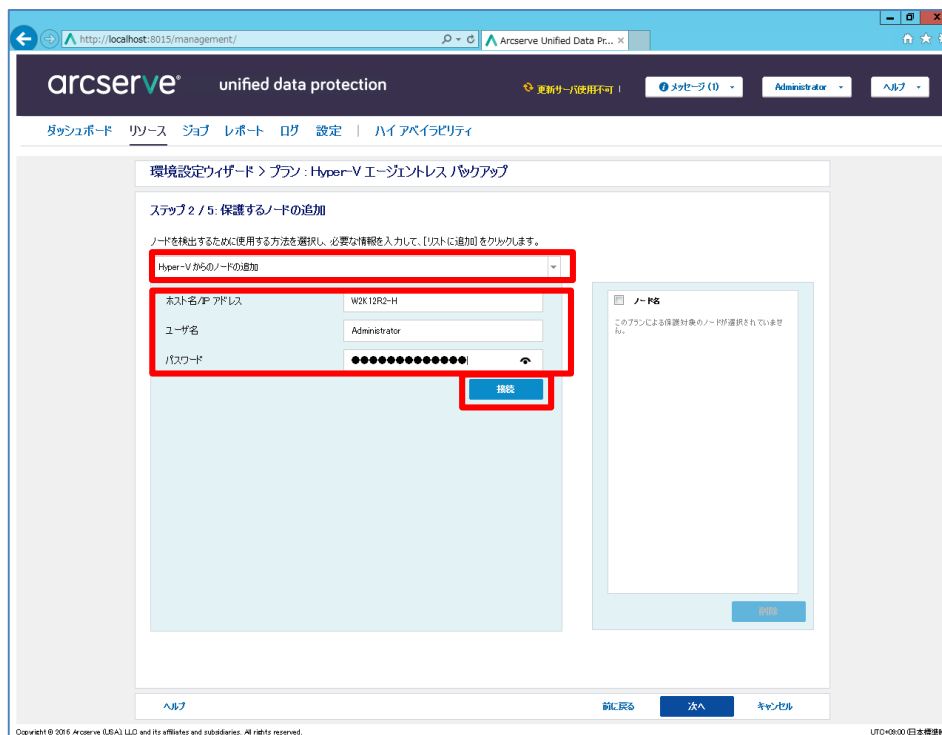 http://localhost:8015/management/
Arcserve Unified Data Pr...
arcserve® unified data protection
更新サーバ使用不可 |
メッセージ (1)
Administrator
ヘルプ
ダッシュボード リソース ジョブ レポート ログ 設定 | ハイ アベイラビリティ
環境設定ウィザード > プラン : Hyper-V エージェントレス バックアップ
ステップ 2 / 5: 保護するノードの追加
ノードを検出するために使用する方法を選択し、必要な情報を入力して、[リストに追加] をクリックします。
Hyper-V からのノードの追加
ホスト名/IP アドレス W2K12R2-H
ユーザ名 Administrator
パスワード ●●●●●●●●●●●●●
接続
ノード名
このプランによる保護対象のノードが選択されていませ
ん。
削除
ヘルプ 前に戻る 次へ キャンセル
Copyright © 2016 Arcserve (USA), LLC and its affiliates and subsidiaries. All rights reserved.
UTC+09:00 (日本標準時